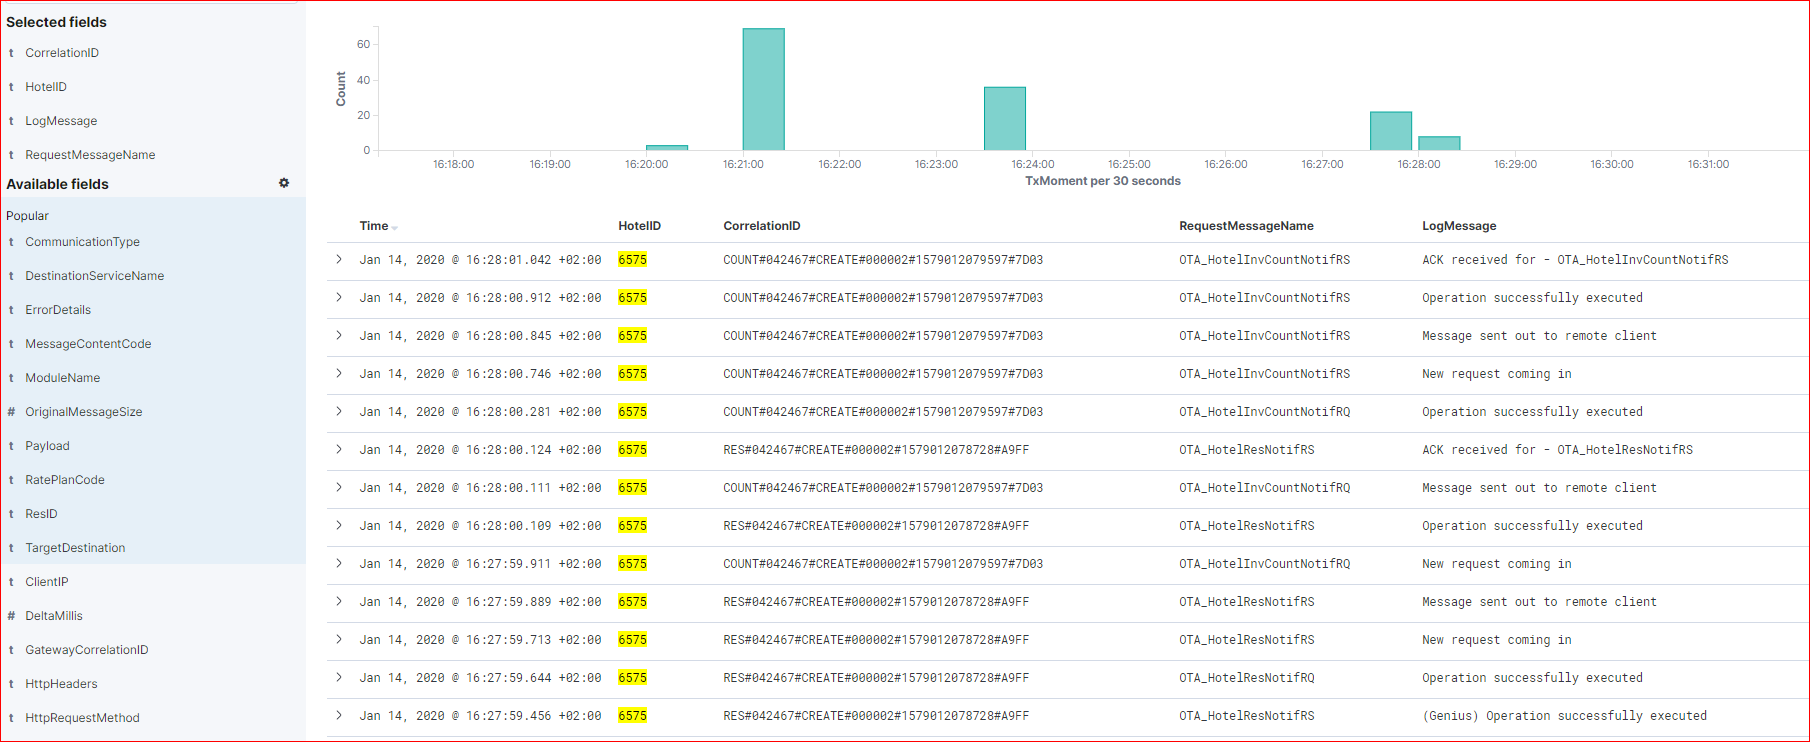 Selected fields
t CorrelationID
t HotelID
t LogMessage
t RequestMessageName
Available fields
Popular
t CommunicationType
t DestinationServiceName
t ErrorDetails
t MessageContentCode
t ModuleName
# OriginalMessageSize
t Payload
t RatePlanCode
t ResID
t TargetDestination
t ClientIP
# DeltaMillis
t GatewayCorrelationID
t HttpHeaders
t HttpRequestMethod
Count
60
40
20
0
16:18:00 16:19:00 16:20:00 16:21:00 16:22:00 16:23:00 16:24:00 16:25:00 16:26:00 16:27:00 16:28:00 16:29:00 16:30:00 16:31:00
TxMoment per 30 seconds
Time HotelID CorrelationID RequestMessageName LogMessage
Jan 14, 2020 @ 16:28:01.042 +02:00 6575 COUNT#042467#CREATE#000002#1579012079597#7D03 OTA_HotelInvCountNotifRS ACK received for - OTA_HotelInvCountNotifRS
Jan 14, 2020 @ 16:28:00.912 +02:00 6575 COUNT#042467#CREATE#000002#1579012079597#7D03 OTA_HotelInvCountNotifRS Operation successfully executed
Jan 14, 2020 @ 16:28:00.845 +02:00 6575 COUNT#042467#CREATE#000002#1579012079597#7D03 OTA_HotelInvCountNotifRS Message sent out to remote client
Jan 14, 2020 @ 16:28:00.746 +02:00 6575 COUNT#042467#CREATE#000002#1579012079597#7D03 OTA_HotelInvCountNotifRS New request coming in
Jan 14, 2020 @ 16:28:00.281 +02:00 6575 COUNT#042467#CREATE#000002#1579012079597#7D03 OTA_HotelInvCountNotifRQ Operation successfully executed
Jan 14, 2020 @ 16:28:00.124 +02:00 6575 RES#042467#CREATE#000002#1579012078728#A9FF OTA_HotelResNotifRS ACK received for - OTA_HotelResNotifRS
Jan 14, 2020 @ 16:28:00.111 +02:00 6575 COUNT#042467#CREATE#000002#1579012079597#7D03 OTA_HotelInvCountNotifRQ Message sent out to remote client
Jan 14, 2020 @ 16:28:00.109 +02:00 6575 RES#042467#CREATE#000002#1579012078728#A9FF OTA_HotelResNotifRS Operation successfully executed
Jan 14, 2020 @ 16:27:59.911 +02:00 6575 COUNT#042467#CREATE#000002#1579012079597#7D03 OTA_HotelInvCountNotifRQ New request coming in
Jan 14, 2020 @ 16:27:59.889 +02:00 6575 RES#042467#CREATE#000002#1579012078728#A9FF OTA_HotelResNotifRS Message sent out to remote client
Jan 14, 2020 @ 16:27:59.713 +02:00 6575 RES#042467#CREATE#000002#1579012078728#A9FF OTA_HotelResNotifRS New request coming in
Jan 14, 2020 @ 16:27:59.644 +02:00 6575 RES#042467#CREATE#000002#1579012078728#A9FF OTA_HotelResNotifRQ Operation successfully executed
Jan 14, 2020 @ 16:27:59.456 +02:00 6575 RES#042467#CREATE#000002#1579012078728#A9FF OTA_HotelResNotifRS (Genius) Operation successfully executed